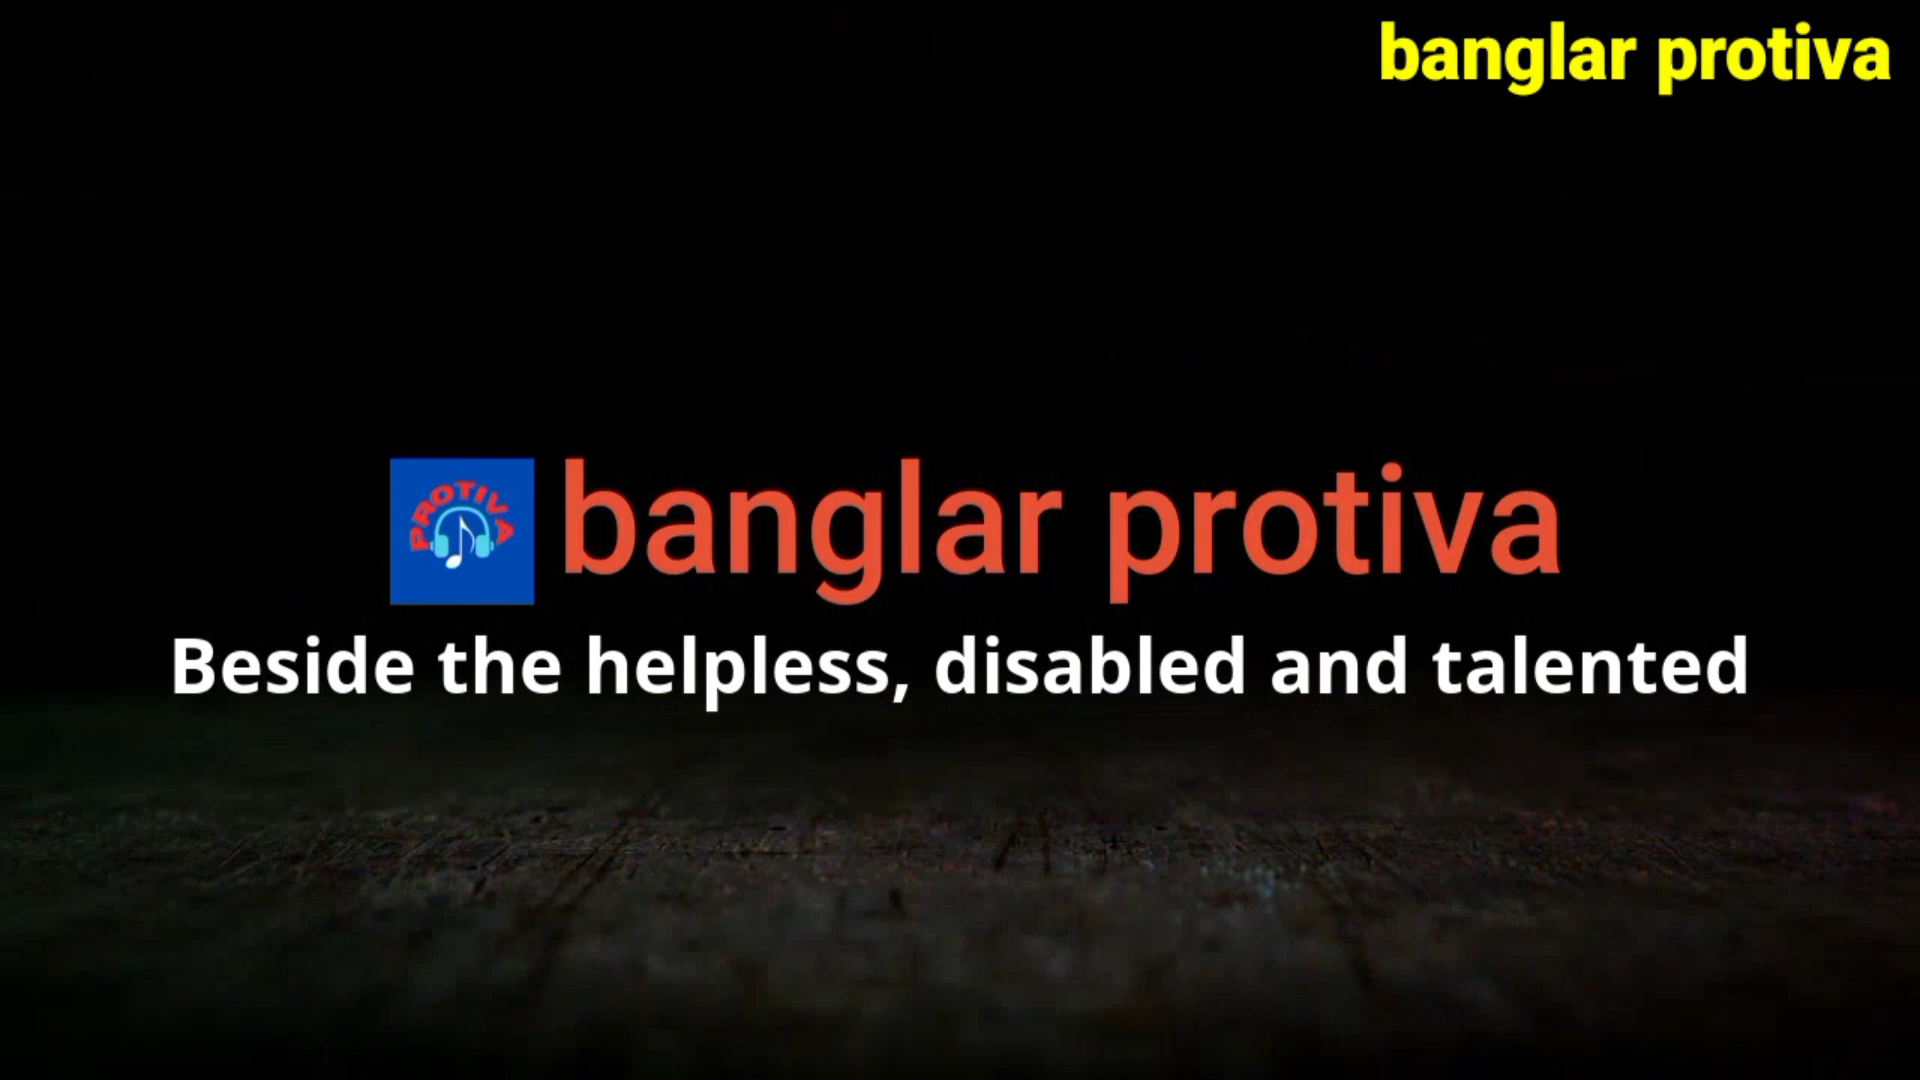 banglar protiva
PROTIVA
banglar protiva
Beside the helpless, disabled and talented